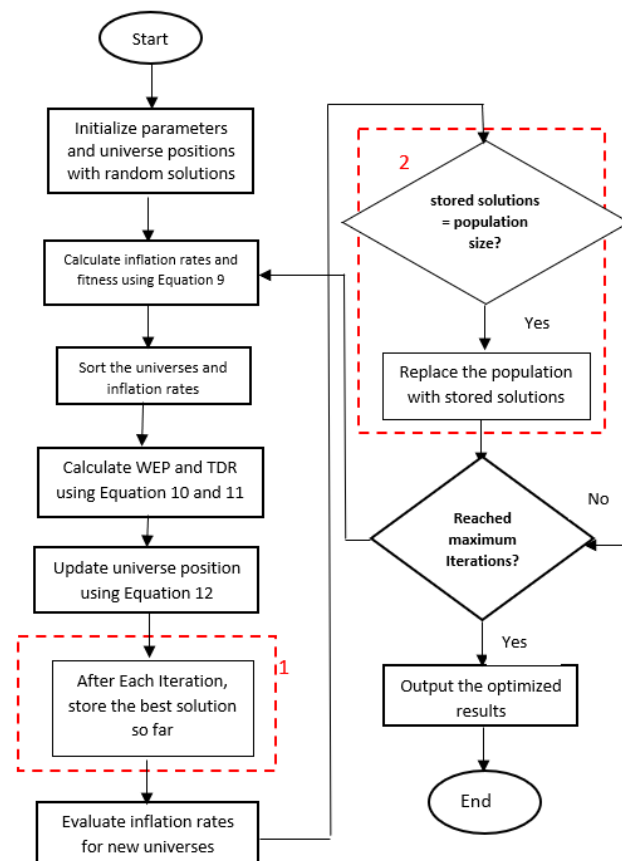 Start
Initialize parameters
and universe positions
with random solutions
Calculate inflation rates and
fitness using Equation 9
Sort the universes and
inflation rates
Calculate WEP and TDR
using Equation 10 and 11
Update universe position
using Equation 12
1
After Each Iteration,
store the best solution
so far
Evaluate inflation rates
for new universes
2
stored solutions
= population
size?
Yes
Replace the population
with stored solutions
No
Reached
maximum
Iterations?
Yes
Output the optimized
results
End